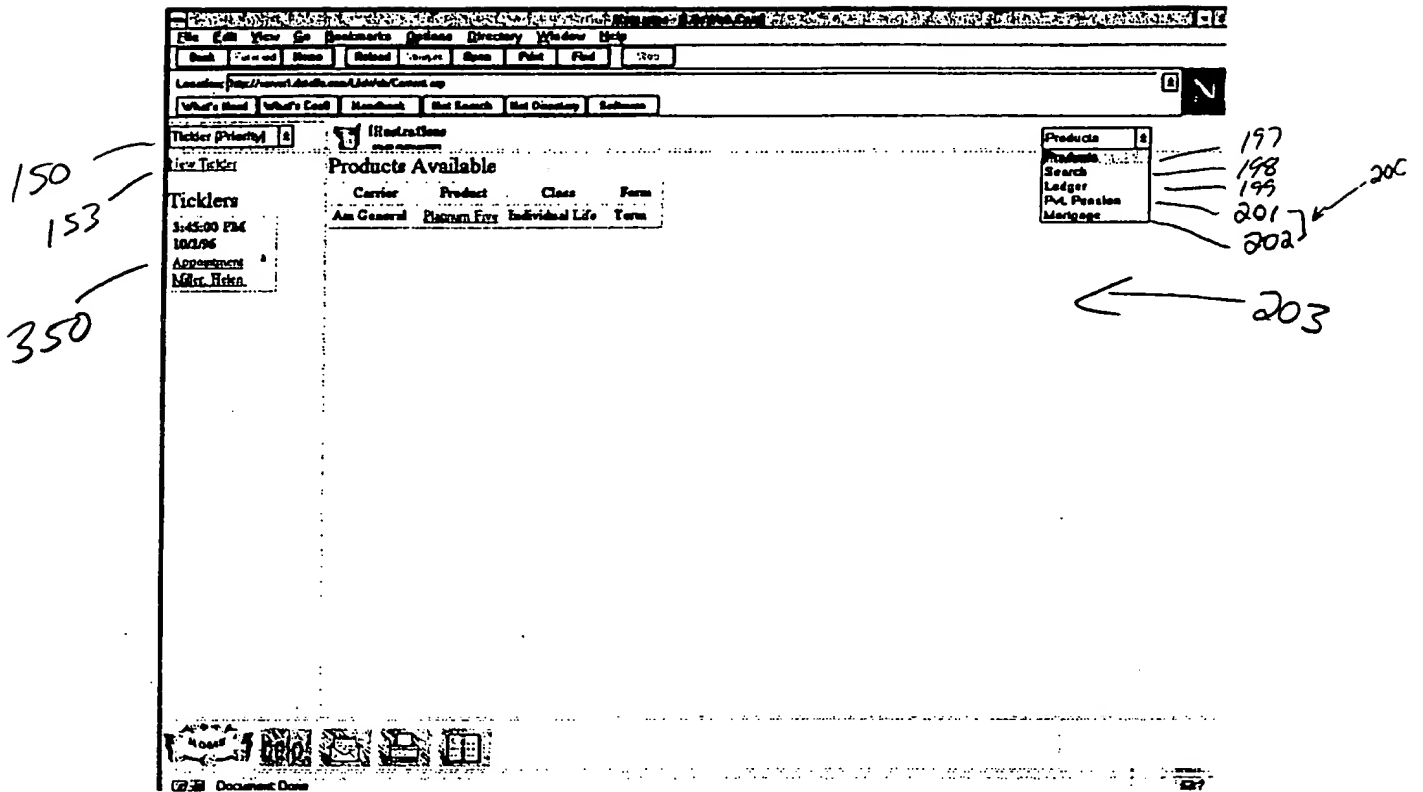 File Edit View Go Bookmarks Options Directory Window Help
Back Forward Home Reload Images Open Print Find Stop
Location:
What's New! What's Cool! Handbook Net Search Net Directory Software
Tickler [Priority] Illustrations Products
View Tickler Products Available
Products 197
Search 198
Ledger 199
Pvt. Pension 201
Mortgage 202
200
150
153
Ticklers
Carrier Product Class Form
Am General Platinum Five Individual Life Term
3:45:00 PM
10/2/96
Appointment
Miller, Helen
350
203
HOME
Document Done